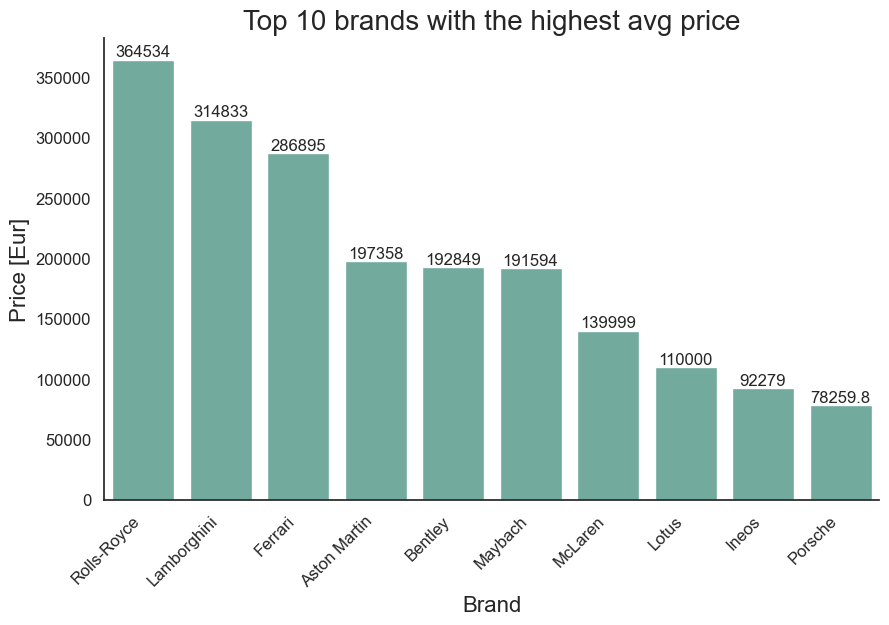 Top 10 brands with the highest avg price
Price [Eur]
350000
300000
250000
200000
150000
100000
50000
0
364534
314833
286895
197358
192849
191594
139999
110000
92279
78259.8
Rolls-Royce
Lamborghini
Ferrari
Aston Martin
Bentley
Maybach
McLaren
Lotus
Ineos
Porsche
Brand